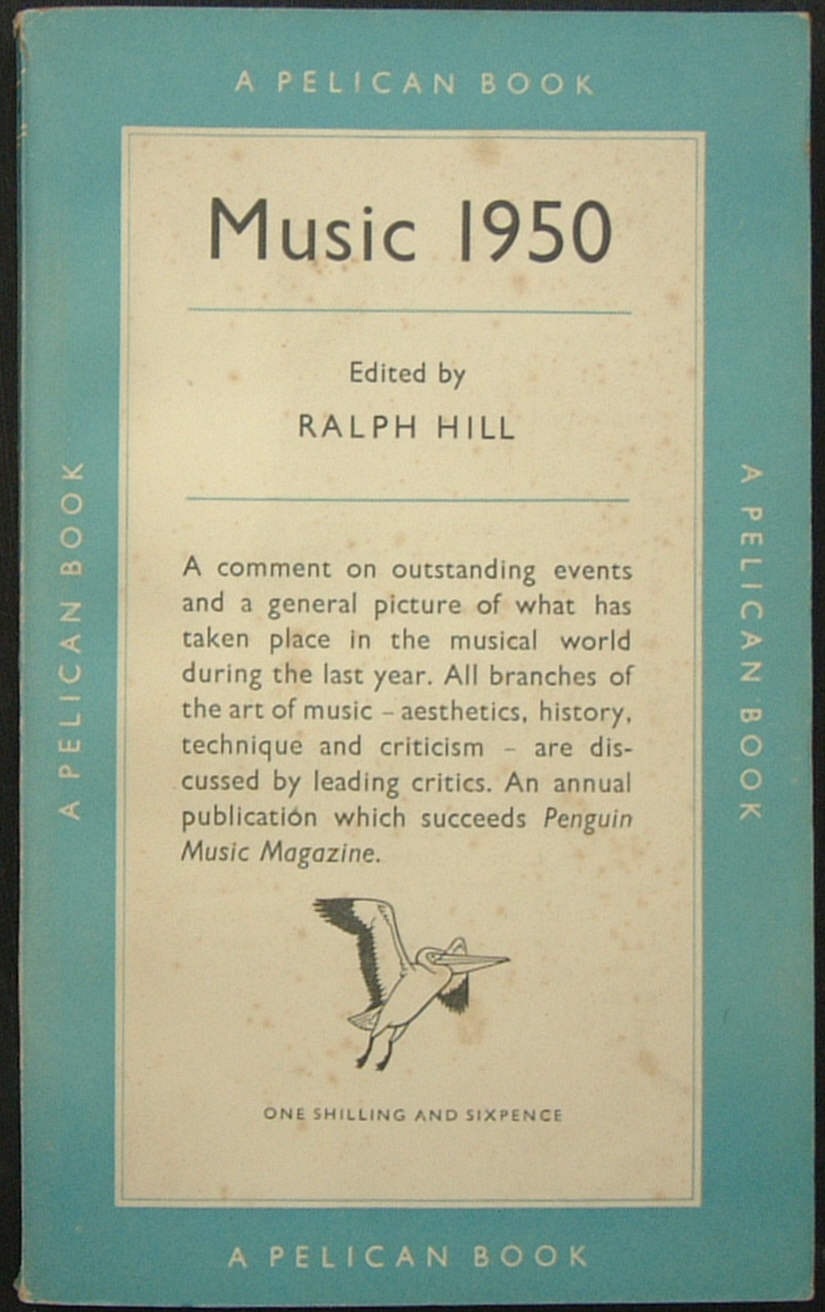 A PELICAN BOOK
Music 1950
Edited by
RALPH HILL
A comment on outstanding events
and a general picture of what has
taken place in the musical world
during the last year. All branches of
the art of music – aesthetics, history,
technique and criticism – are dis-
cussed by leading critics. An annual
publication which succeeds Penguin
Music Magazine.
ONE SHILLING AND SIXPENCE
A PELICAN BOOK
A PELICAN BOOK
A PELICAN BOOK